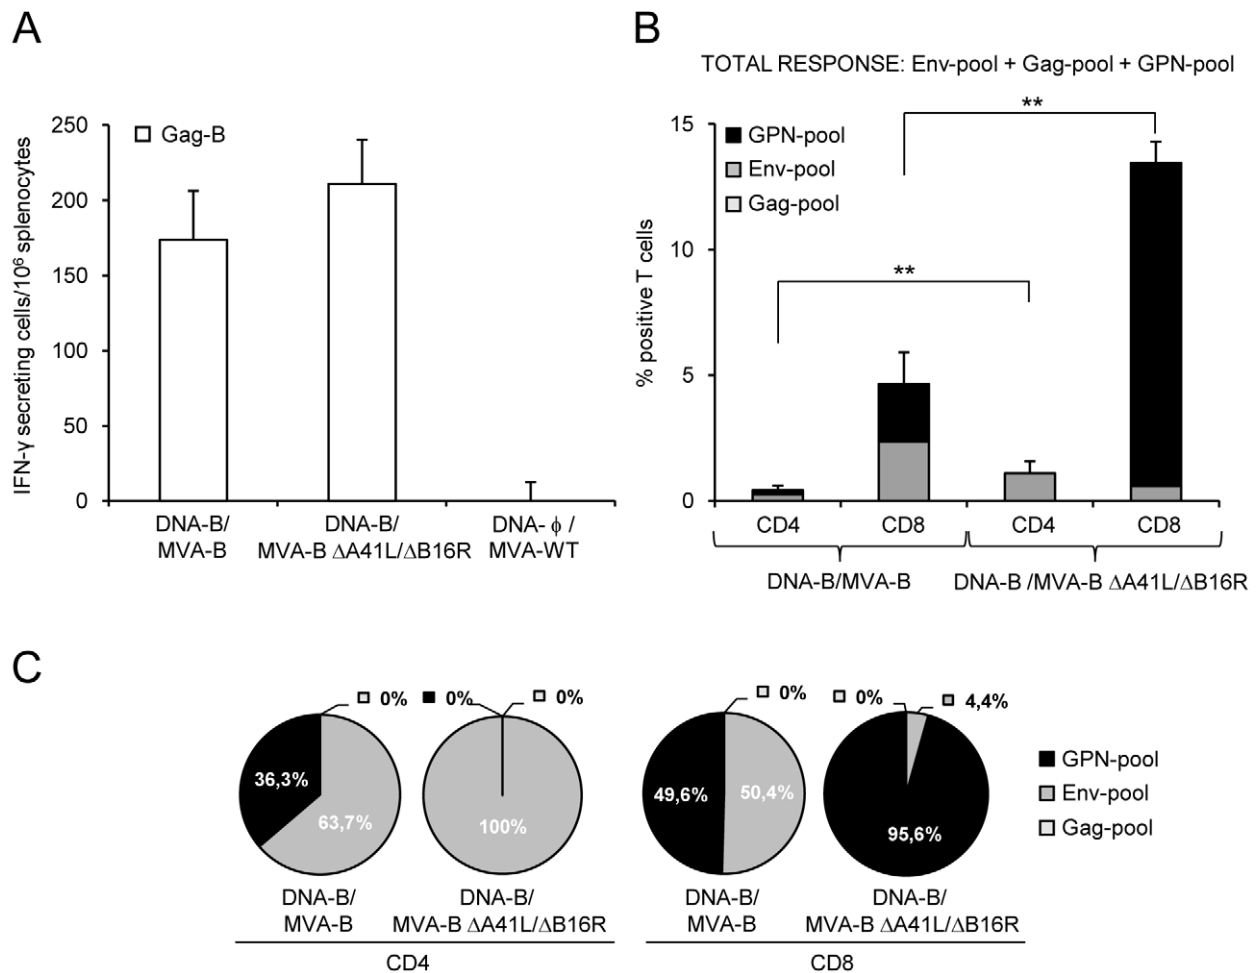 A
IFN-γ secreting cells/10⁶ splenocytes
250
200
150
100
50
0
Gag-B
DNA-B/
MVA-B
DNA-B/
MVA-B ΔA41L/ΔB16R
DNA- ϕ /
MVA-WT
B
TOTAL RESPONSE: Env-pool + Gag-pool + GPN-pool
% positive T cells
15
10
5
0
GPN-pool
Env-pool
Gag-pool
**
**
CD4
CD8
CD4
CD8
DNA-B/MVA-B
DNA-B /MVA-B ΔA41L/ΔB16R
C
0%
36,3%
63,7%
DNA-B/
MVA-B
0%
0%
100%
DNA-B/
MVA-B ΔA41L/ΔB16R
CD4
0%
49,6%
50,4%
DNA-B/
MVA-B
0%
4,4%
95,6%
DNA-B/
MVA-B ΔA41L/ΔB16R
CD8
GPN-pool
Env-pool
Gag-pool